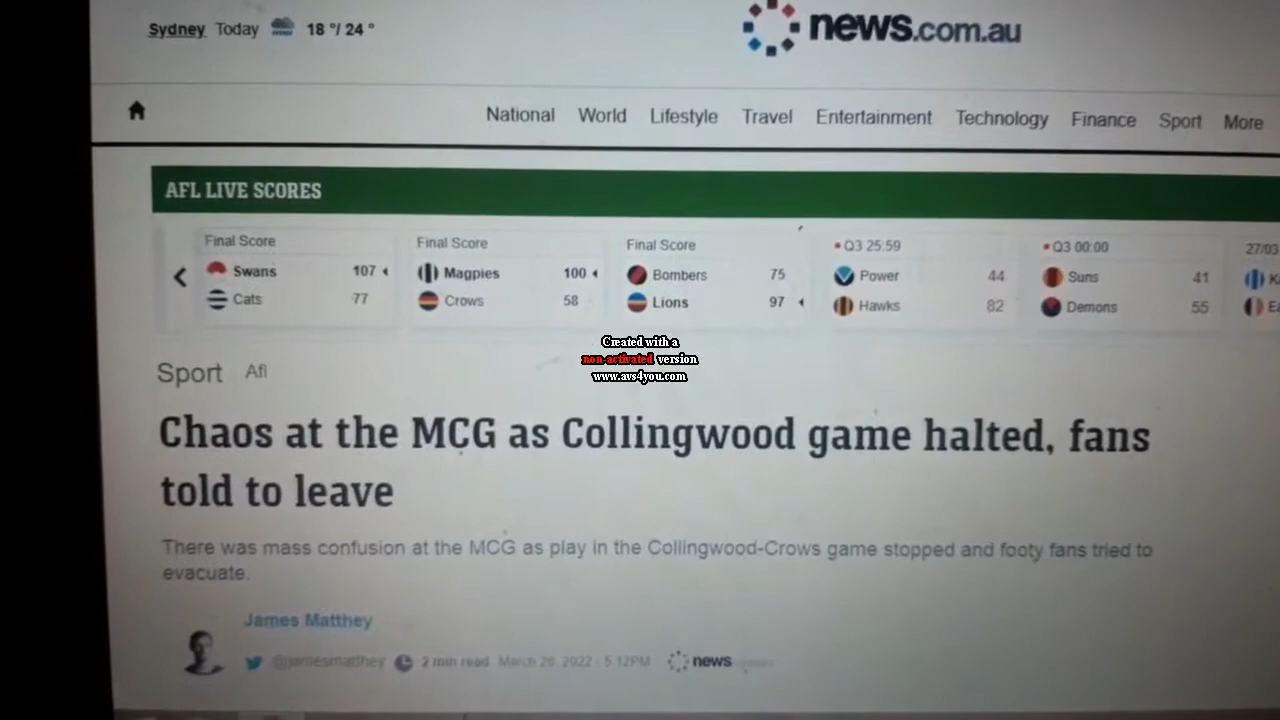 Sydney Today 18 °/ 24 °
news.com.au
National World Lifestyle Travel Entertainment Technology Finance Sport More
AFL LIVE SCORES
Final Score
Swans 107
Cats 77
Final Score
Magpies 100
Crows 58
Final Score
Bombers 75
Lions 97
Q3 25:59
Power 44
Hawks 82
Q3 00:00
Suns 41
Demons 55
27/03
Created with a
non-activated version
www.avs4you.com
Sport Afl
Chaos at the MCG as Collingwood game halted, fans
told to leave
There was mass confusion at the MCG as play in the Collingwood-Crows game stopped and footy fans tried to
evacuate.
James Matthey
@jamesmatthey 2 min read March 26, 2022 - 5:12PM news